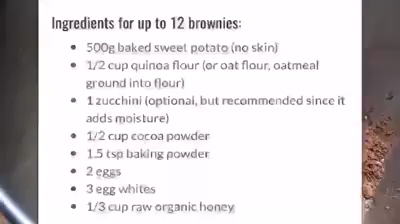 Ingredients for up to 12 brownies:
500g baked sweet potato (no skin)
1/2 cup quinoa flour (or oat flour, oatmeal
ground into flour)
1 zucchini (optional, but recommended since it
adds moisture)
1/2 cup cocoa powder
1.5 tsp baking powder
2 eggs
3 egg whites
1/3 cup raw organic honey